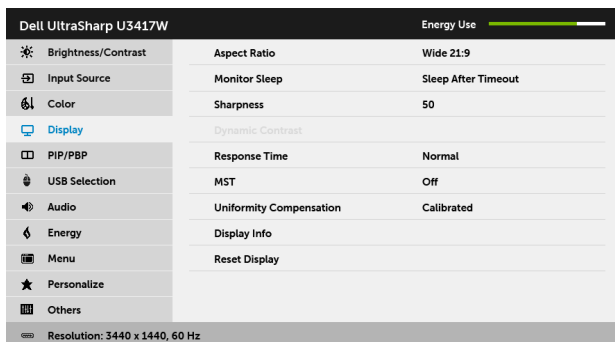 Dell UltraSharp U3417W Energy Use
Brightness/Contrast Aspect Ratio Wide 21:9
Input Source Monitor Sleep Sleep After Timeout
Color Sharpness 50
Display Dynamic Contrast
PIP/PBP Response Time Normal
USB Selection MST Off
Audio Uniformity Compensation Calibrated
Energy Display Info
Menu Reset Display
Personalize
Others
Resolution: 3440 x 1440, 60 Hz